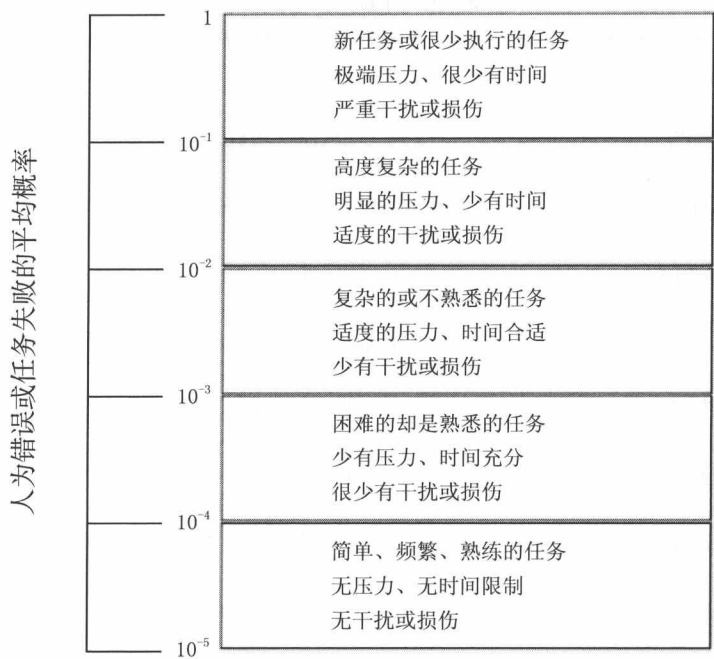 人为错误或任务失败的平均概率
1
新任务或很少执行的任务
极端压力、很少有时间
严重干扰或损伤
10⁻¹
高度复杂的任务
明显的压力、少有时间
适度的干扰或损伤
10⁻²
复杂的或不熟悉的任务
适度的压力、时间合适
少有干扰或损伤
10⁻³
困难的却是熟悉的任务
少有压力、时间充分
很少有干扰或损伤
10⁻⁴
简单、频繁、熟练的任务
无压力、无时间限制
无干扰或损伤
10⁻⁵